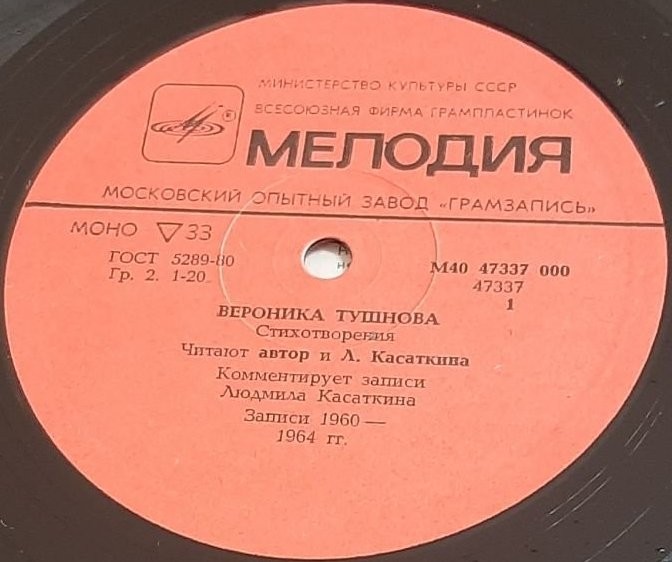 МИНИСТЕРСТВО КУЛЬТУРЫ СССР
ВСЕСОЮЗНАЯ ФИРМА ГРАМПЛАСТИНОК
®
МЕЛОДИЯ
МОСКОВСКИЙ ОПЫТНЫЙ ЗАВОД «ГРАМЗАПИСЬ»
МОНО ▽ 33
ГОСТ 5289-80
Гр. 2. 1-20
М40 47337 000
47337
1
ВЕРОНИКА ТУШНОВА
Стихотворения
Читают автор и Л. Касаткина
Комментирует записи
Людмила Касаткина
Записи 1960—
1964 гг.